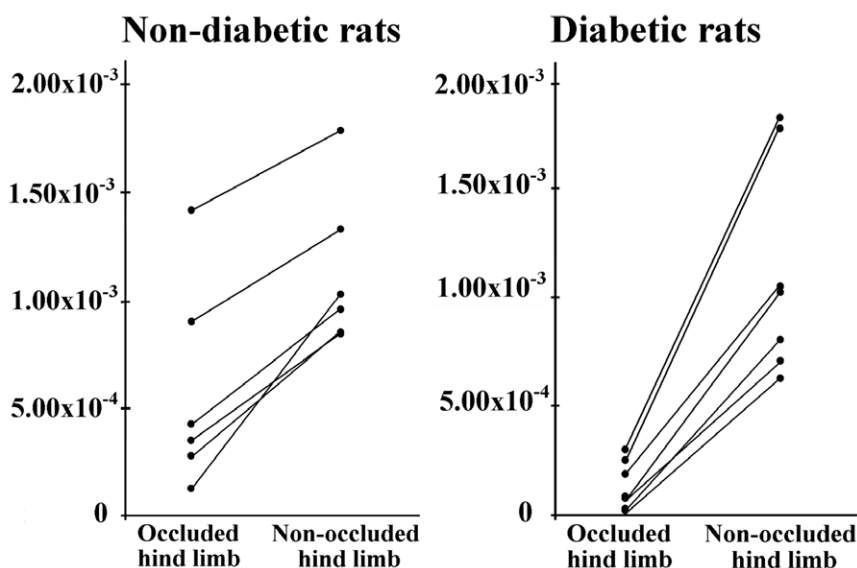 Non-diabetic rats
2.00x10-3
1.50x10-3
1.00x10-3
5.00x10-4
0
Occluded
hind limb
Non-occluded
hind limb
Diabetic rats
2.00x10-3
1.50x10-3
1.00x10-3
5.00x10-4
0
Occluded
hind limb
Non-occluded
hind limb